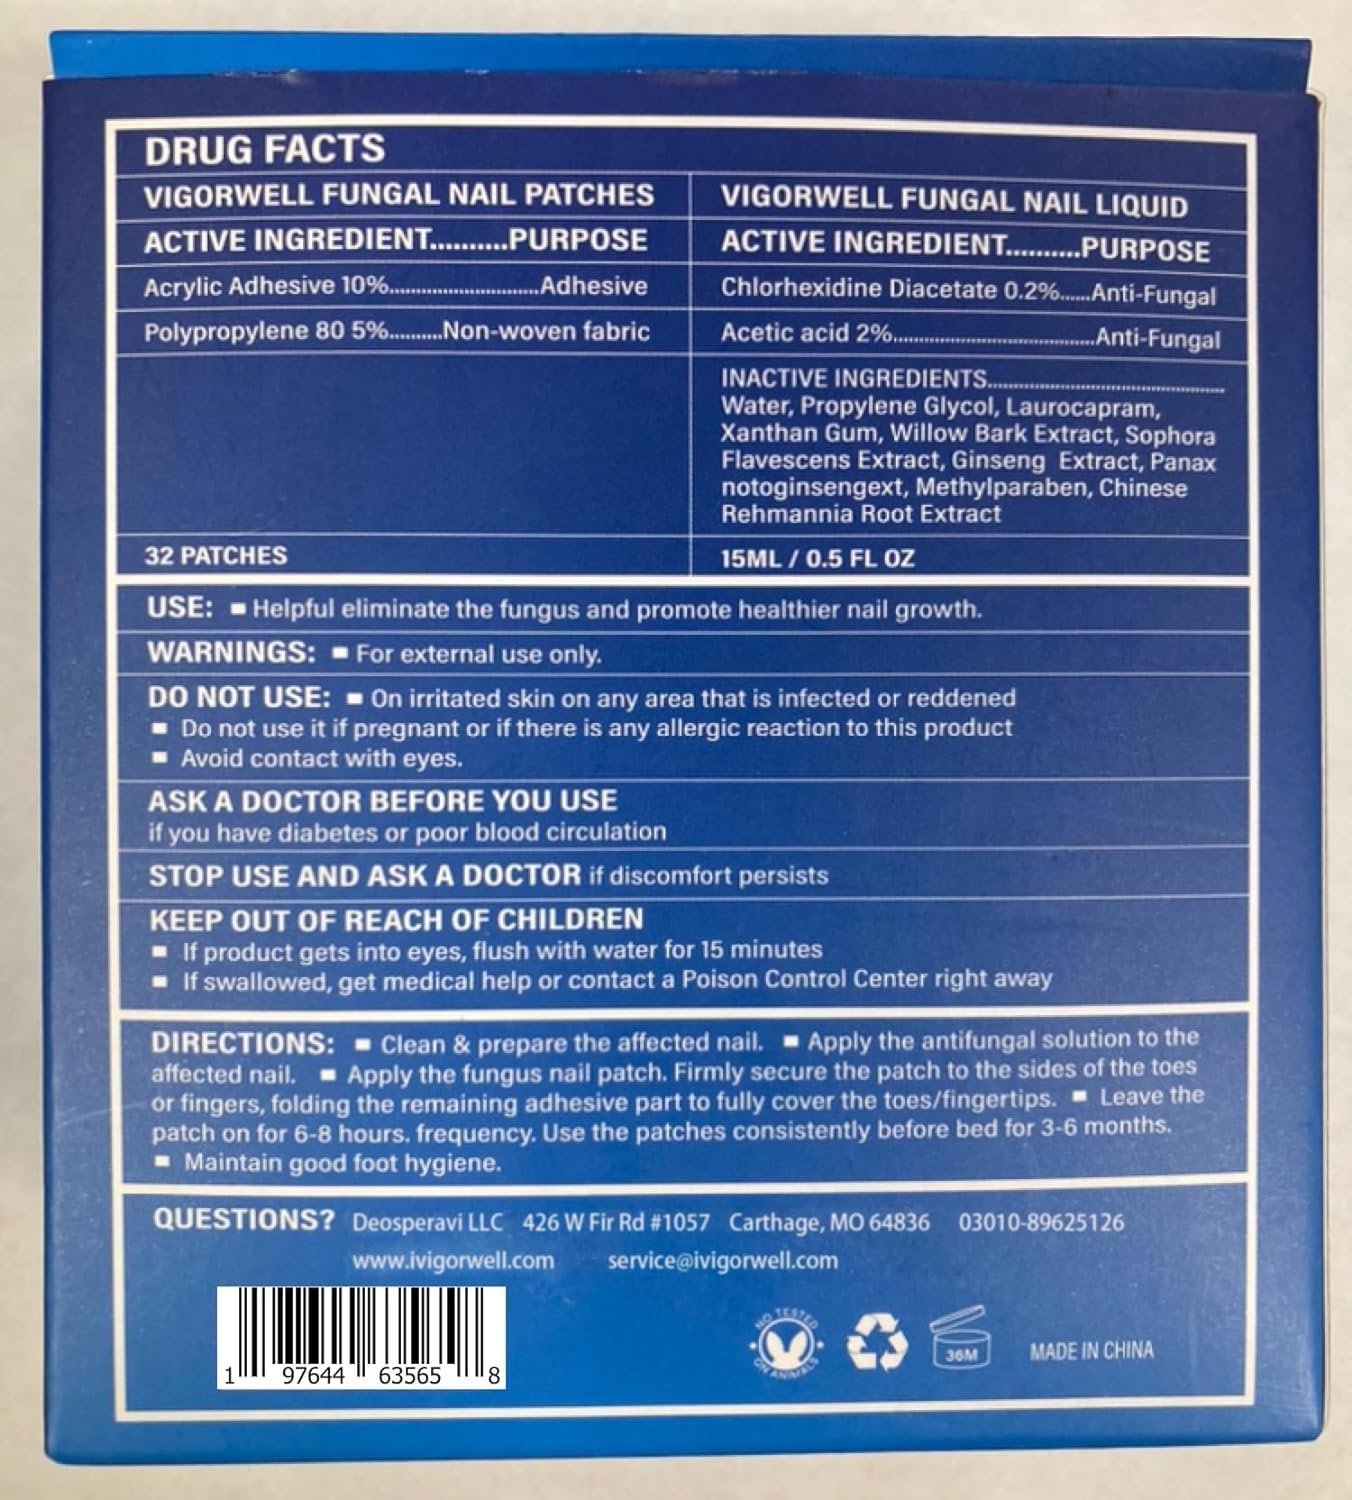 DRUG FACTS
VIGORWELL FUNGAL NAIL PATCHES
ACTIVE INGREDIENT..........PURPOSE
Acrylic Adhesive 10%..............................Adhesive
Polypropylene 80 5%..........Non-woven fabric
32 PATCHES
VIGORWELL FUNGAL NAIL LIQUID
ACTIVE INGREDIENT..........PURPOSE
Chlorhexidine Diacetate 0.2%......Anti-Fungal
Acetic acid 2%........................................Anti-Fungal
INACTIVE INGREDIENTS................................................
Water, Propylene Glycol, Laurocapram,
Xanthan Gum, Willow Bark Extract, Sophora
Flavescens Extract, Ginseng Extract, Panax
notoginsengext, Methylparaben, Chinese
Rehmannia Root Extract
15ML / 0.5 FL OZ
USE: ▪ Helpful eliminate the fungus and promote healthier nail growth.
WARNINGS: ▪ For external use only.
DO NOT USE: ▪ On irritated skin on any area that is infected or reddened
▪ Do not use it if pregnant or if there is any allergic reaction to this product
▪ Avoid contact with eyes.
ASK A DOCTOR BEFORE YOU USE
if you have diabetes or poor blood circulation
STOP USE AND ASK A DOCTOR if discomfort persists
KEEP OUT OF REACH OF CHILDREN
▪ If product gets into eyes, flush with water for 15 minutes
▪ If swallowed, get medical help or contact a Poison Control Center right away
DIRECTIONS: ▪ Clean & prepare the affected nail. ▪ Apply the antifungal solution to the
affected nail. ▪ Apply the fungus nail patch. Firmly secure the patch to the sides of the toes
or fingers, folding the remaining adhesive part to fully cover the toes/fingertips. ▪ Leave the
patch on for 6-8 hours. frequency. Use the patches consistently before bed for 3-6 months.
▪ Maintain good foot hygiene.
QUESTIONS? Deosperavi LLC 426 W Fir Rd #1057 Carthage, MO 64836 03010-89625126
www.ivigorwell.com service@ivigorwell.com
1 97644 63565 8
NO TESTED
ON ANIMALS
36M
MADE IN CHINA